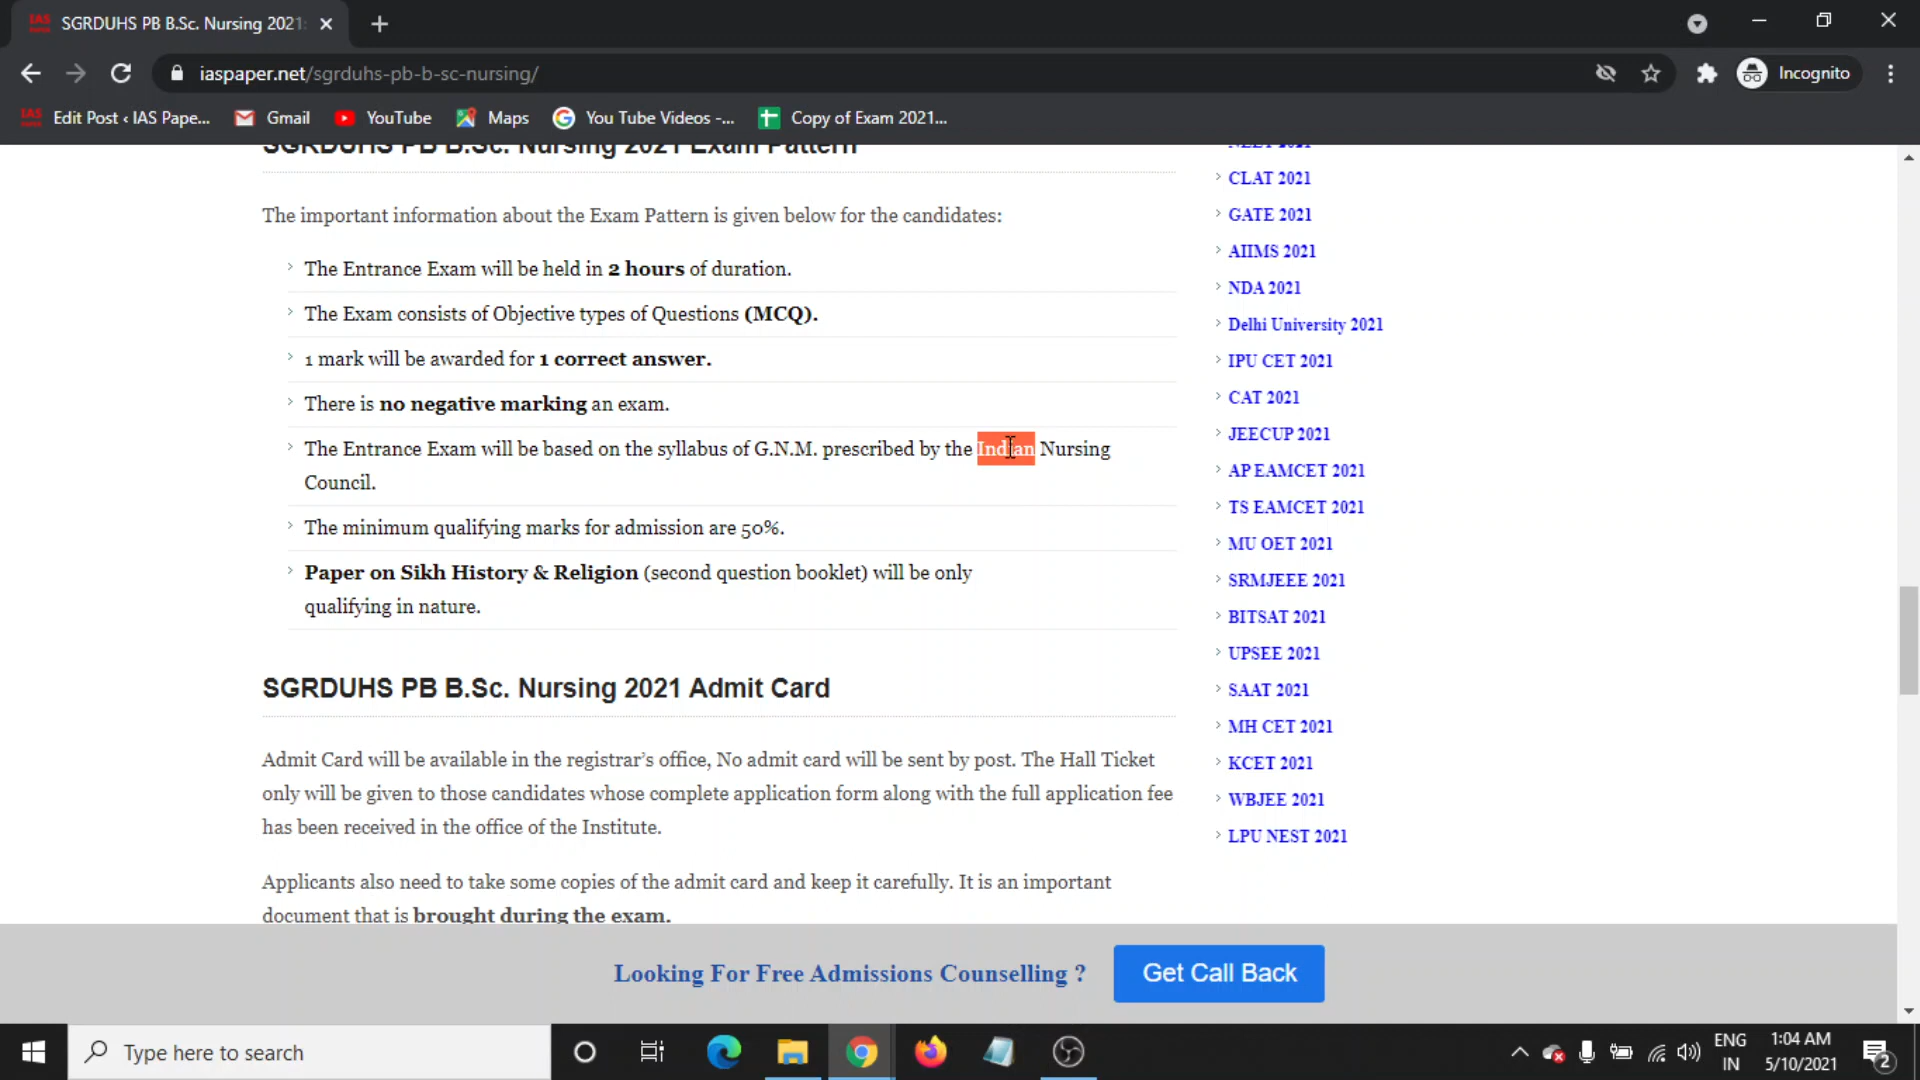 SGRDUHS PB B.Sc. Nursing 2021
iaspaper.net/sgrduhs-pb-b-sc-nursing/
Incognito
IAS
Edit Post ‹ IAS Pape...
Gmail
YouTube
Maps
You Tube Videos -...
Copy of Exam 2021...
SGRDUHS PB B.Sc. Nursing 2021 Exam Pattern
The important information about the Exam Pattern is given below for the candidates:
The Entrance Exam will be held in 2 hours of duration.
The Exam consists of Objective types of Questions (MCQ).
1 mark will be awarded for 1 correct answer.
There is no negative marking an exam.
The Entrance Exam will be based on the syllabus of G.N.M. prescribed by the Indian Nursing
Council.
The minimum qualifying marks for admission are 50%.
Paper on Sikh History & Religion (second question booklet) will be only
qualifying in nature.
SGRDUHS PB B.Sc. Nursing 2021 Admit Card
Admit Card will be available in the registrar’s office, No admit card will be sent by post. The Hall Ticket
only will be given to those candidates whose complete application form along with the full application fee
has been received in the office of the Institute.
Applicants also need to take some copies of the admit card and keep it carefully. It is an important
document that is brought during the exam.
NEET 2021
CLAT 2021
GATE 2021
AIIMS 2021
NDA 2021
Delhi University 2021
IPU CET 2021
CAT 2021
JEECUP 2021
AP EAMCET 2021
TS EAMCET 2021
MU OET 2021
SRMJEEE 2021
BITSAT 2021
UPSEE 2021
SAAT 2021
MH CET 2021
KCET 2021
WBJEE 2021
LPU NEST 2021
Looking For Free Admissions Counselling ?
Get Call Back
Type here to search
ENG
IN
1:04 AM
5/10/2021
2